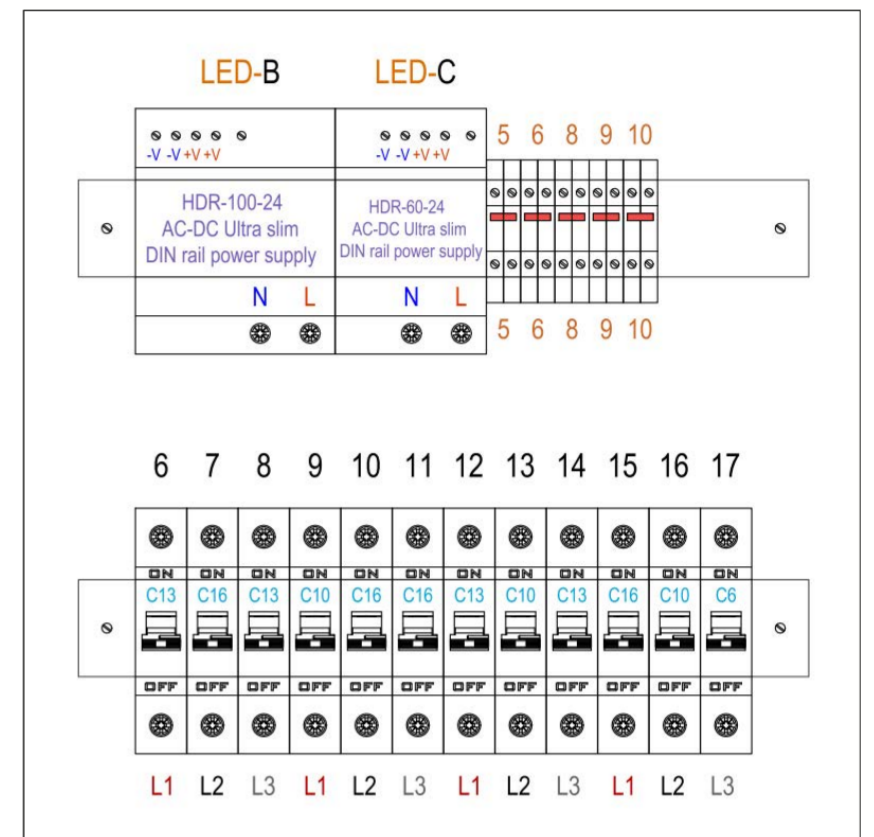 LED-B LED-C
5 6 8 9 10
-V -V +V +V -V -V +V +V
HDR-100-24
AC-DC Ultra slim
DIN rail power supply
HDR-60-24
AC-DC Ultra slim
DIN rail power supply
N L N L
5 6 8 9 10
6 7 8 9 10 11 12 13 14 15 16 17
ON ON ON ON ON ON ON ON ON ON ON ON
C13 C16 C13 C10 C16 C16 C13 C10 C13 C16 C10 C6
OFF OFF OFF OFF OFF OFF OFF OFF OFF OFF OFF OFF
L1 L2 L3 L1 L2 L3 L1 L2 L3 L1 L2 L3